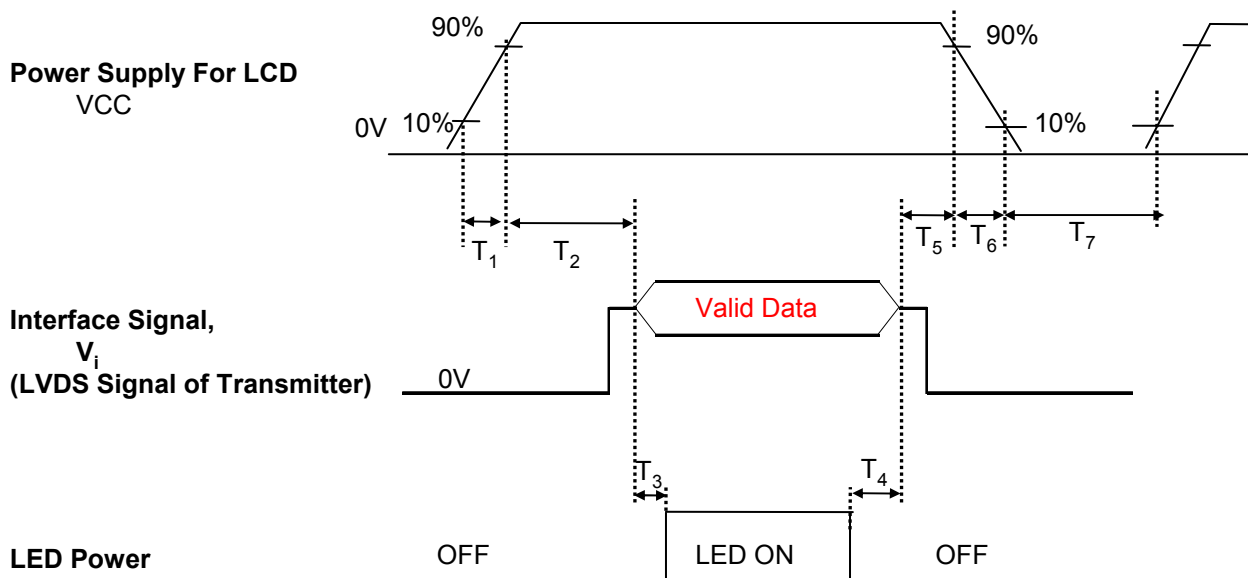 90%
90%
Power Supply For LCD
VCC
0V
10%
10%
T₁
T₂
T₅
T₆
T₇
Valid Data
Interface Signal,
Vᵢ
(LVDS Signal of Transmitter)
0V
T₃
T₄
LED Power
OFF
LED ON
OFF